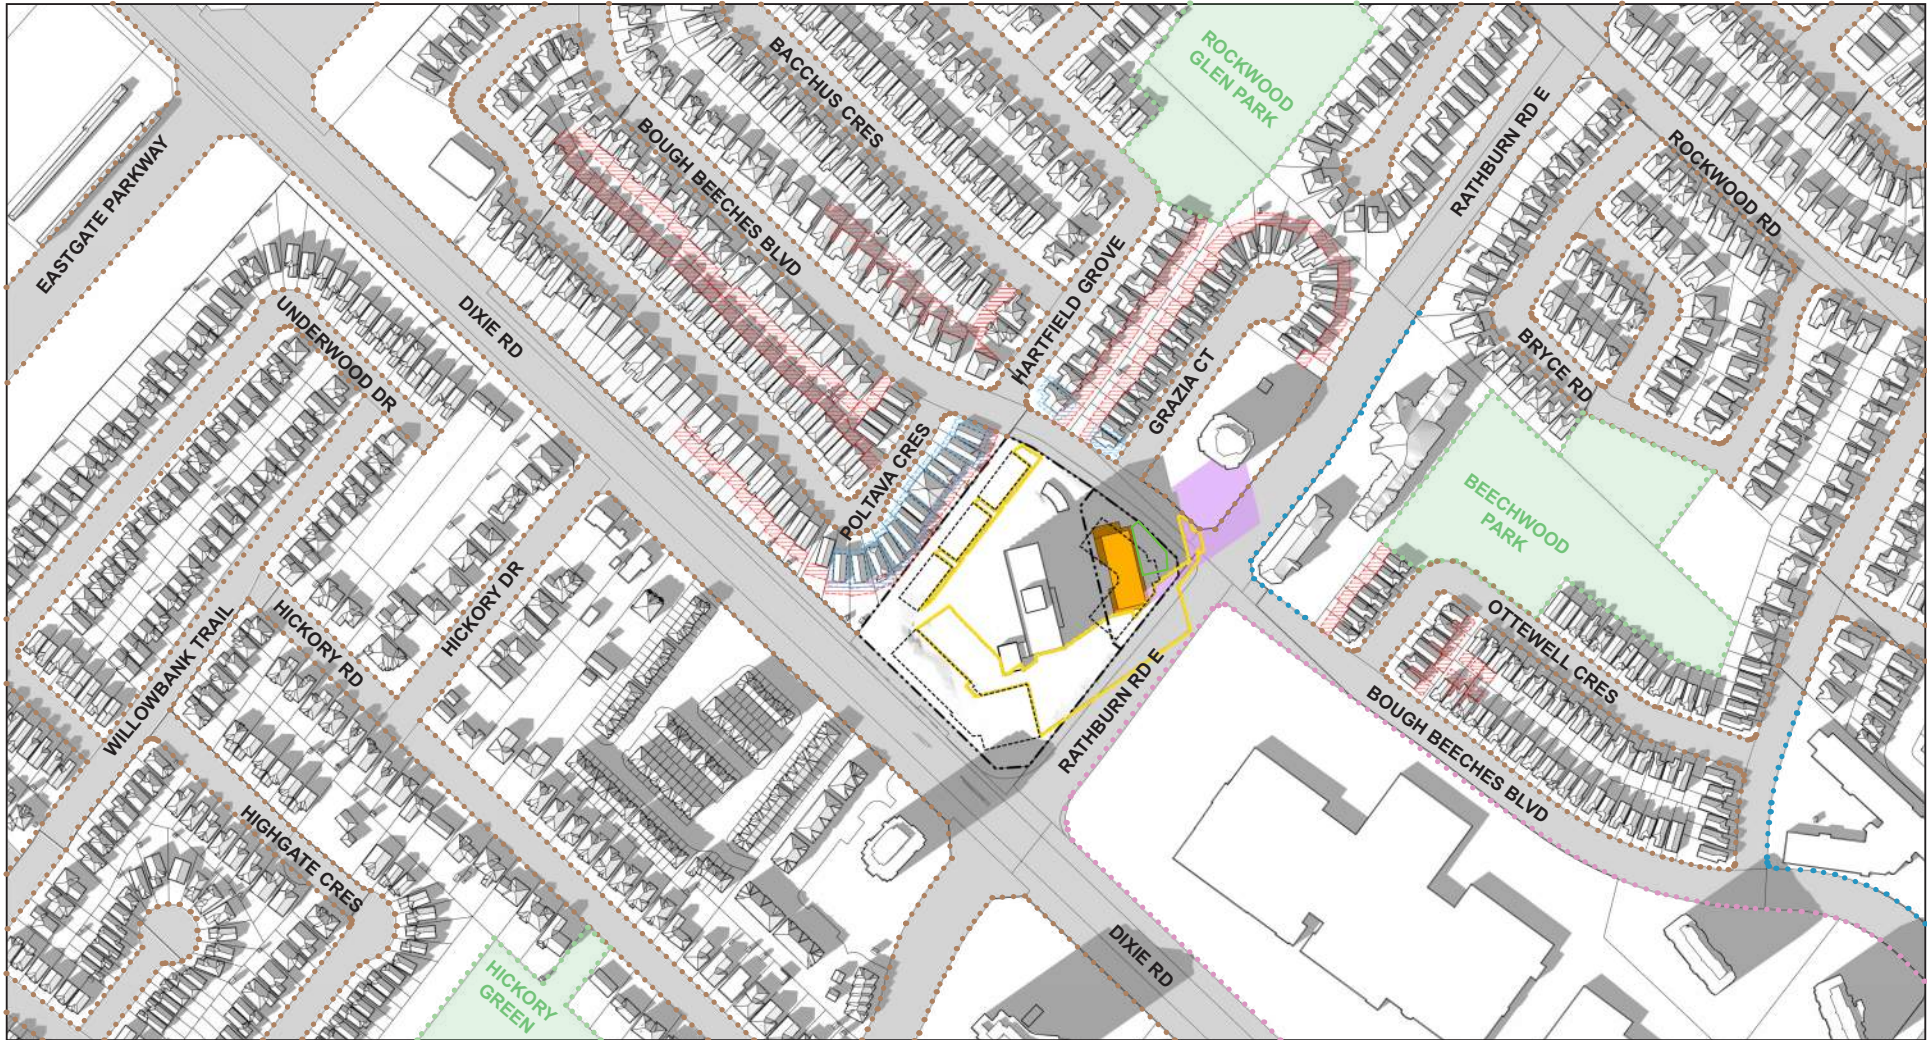 BACCHUS CRES
ROCKWOOD
GLEN PARK
RATHBURN RD E
ROCKWOOD RD
EASTGATE PARKWAY
BOUGH BEECHES BLVD
HARTFIELD GROVE
UNDERWOOD DR
DIXIE RD
BRYCE RD
GRAZIA CT
POLTAVA CRES
BEECHWOOD
PARK
HICKORY DR
HICKORY RD
WILLOWBANK TRAIL
OTTEWELL CRES
RATHBURN RD E
BOUGH BEECHES BLVD
HIGHGATE CRES
DIXIE RD
HICKORY
GREEN